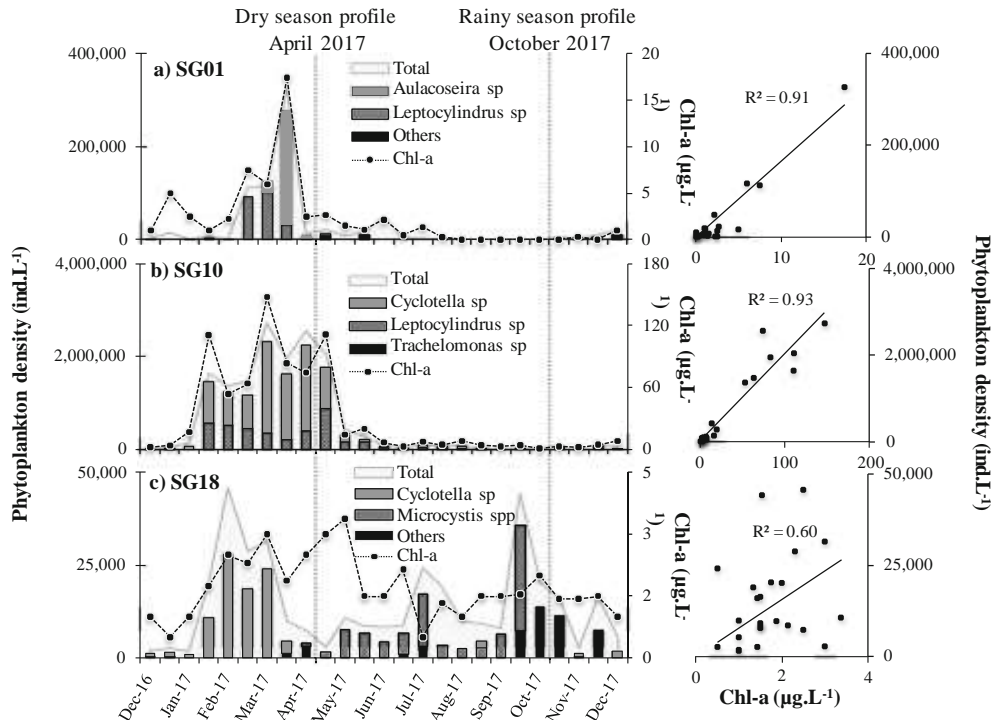 Dry season profile
April 2017
Rainy season profile
October 2017
Phytoplankton density (ind.L⁻¹)
400,000
200,000
0
a) SG01
Total
Aulacoseira sp
Leptocylindrus sp
Others
Chl-a
20
15
10
5
0
Chl-a (µg.L⁻
¹)
R² = 0.91
400,000
200,000
0
0
10
20
4,000,000
2,000,000
0
b) SG10
Total
Cyclotella sp
Leptocylindrus sp
Trachelomonas sp
Chl-a
180
120
60
0
Chl-a (µg.L⁻
¹)
R² = 0.93
4,000,000
2,000,000
0
0
100
200
50,000
25,000
0
c) SG18
Total
Cyclotella sp
Microcystis spp
Others
Chl-a
5
3
2
0
Chl-a (µg.L⁻
¹)
R² = 0.60
50,000
25,000
0
0
2
4
Chl-a (µg.L⁻¹)
Phytoplankton density (ind.L⁻¹)
Dec-16
Jan-17
Feb-17
Mar-17
Apr-17
May-17
Jun-17
Jul-17
Aug-17
Sep-17
Oct-17
Nov-17
Dec-17